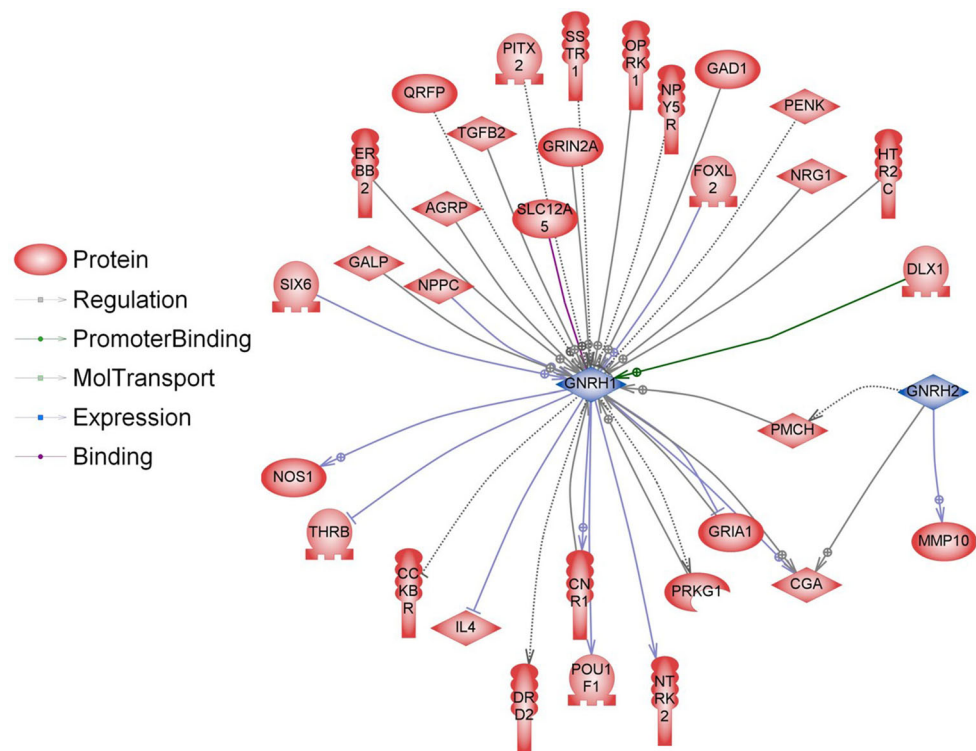 PITX
2
SS
TR
1
OP
RK
1
QRFP
GAD1
NP
Y5
R
PENK
TGFB2
GRIN2A
ER
BB
2
FOXL
2
NRG1
HT
R2
C
AGRP
SLC12A
5
Protein
GALP
NPPC
DLX1
SIX6
Regulation
PromoterBinding
MolTransport
GNRH1
GNRH2
Expression
PMCH
Binding
NOS1
THRB
GRIA1
MMP10
CC
KB
R
CN
R1
PRKG1
CGA
IL4
DR
D2
POU1
F1
NT
RK
2